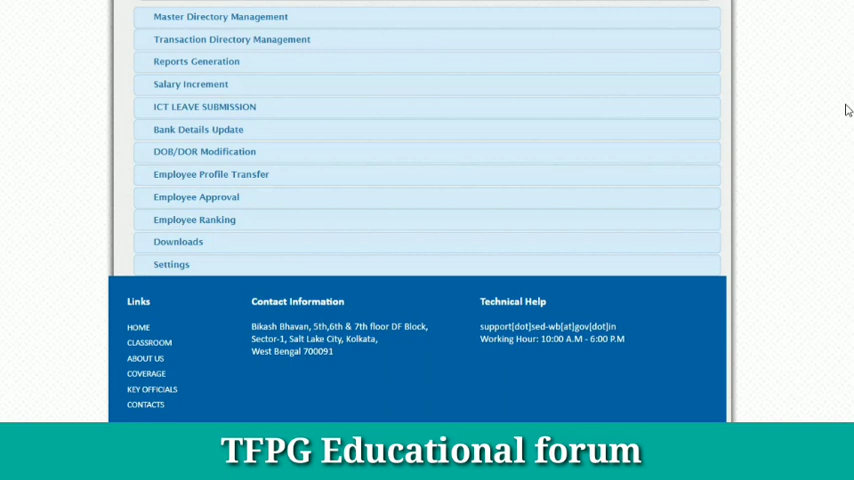 Master Directory Management
Transaction Directory Management
Reports Generation
Salary Increment
ICT LEAVE SUBMISSION
Bank Details Update
DOB/DOR Modification
Employee Profile Transfer
Employee Approval
Employee Ranking
Downloads
Settings
Links
HOME
CLASSROOM
ABOUT US
COVERAGE
KEY OFFICIALS
CONTACTS
Contact Information
Bikash Bhavan, 5th,6th & 7th floor DF Block,
Sector-1, Salt Lake City, Kolkata,
West Bengal 700091
Technical Help
support[dot]sed-wb[at]gov[dot]in
Working Hour: 10:00 A.M - 6:00 P.M
TFPG Educational forum